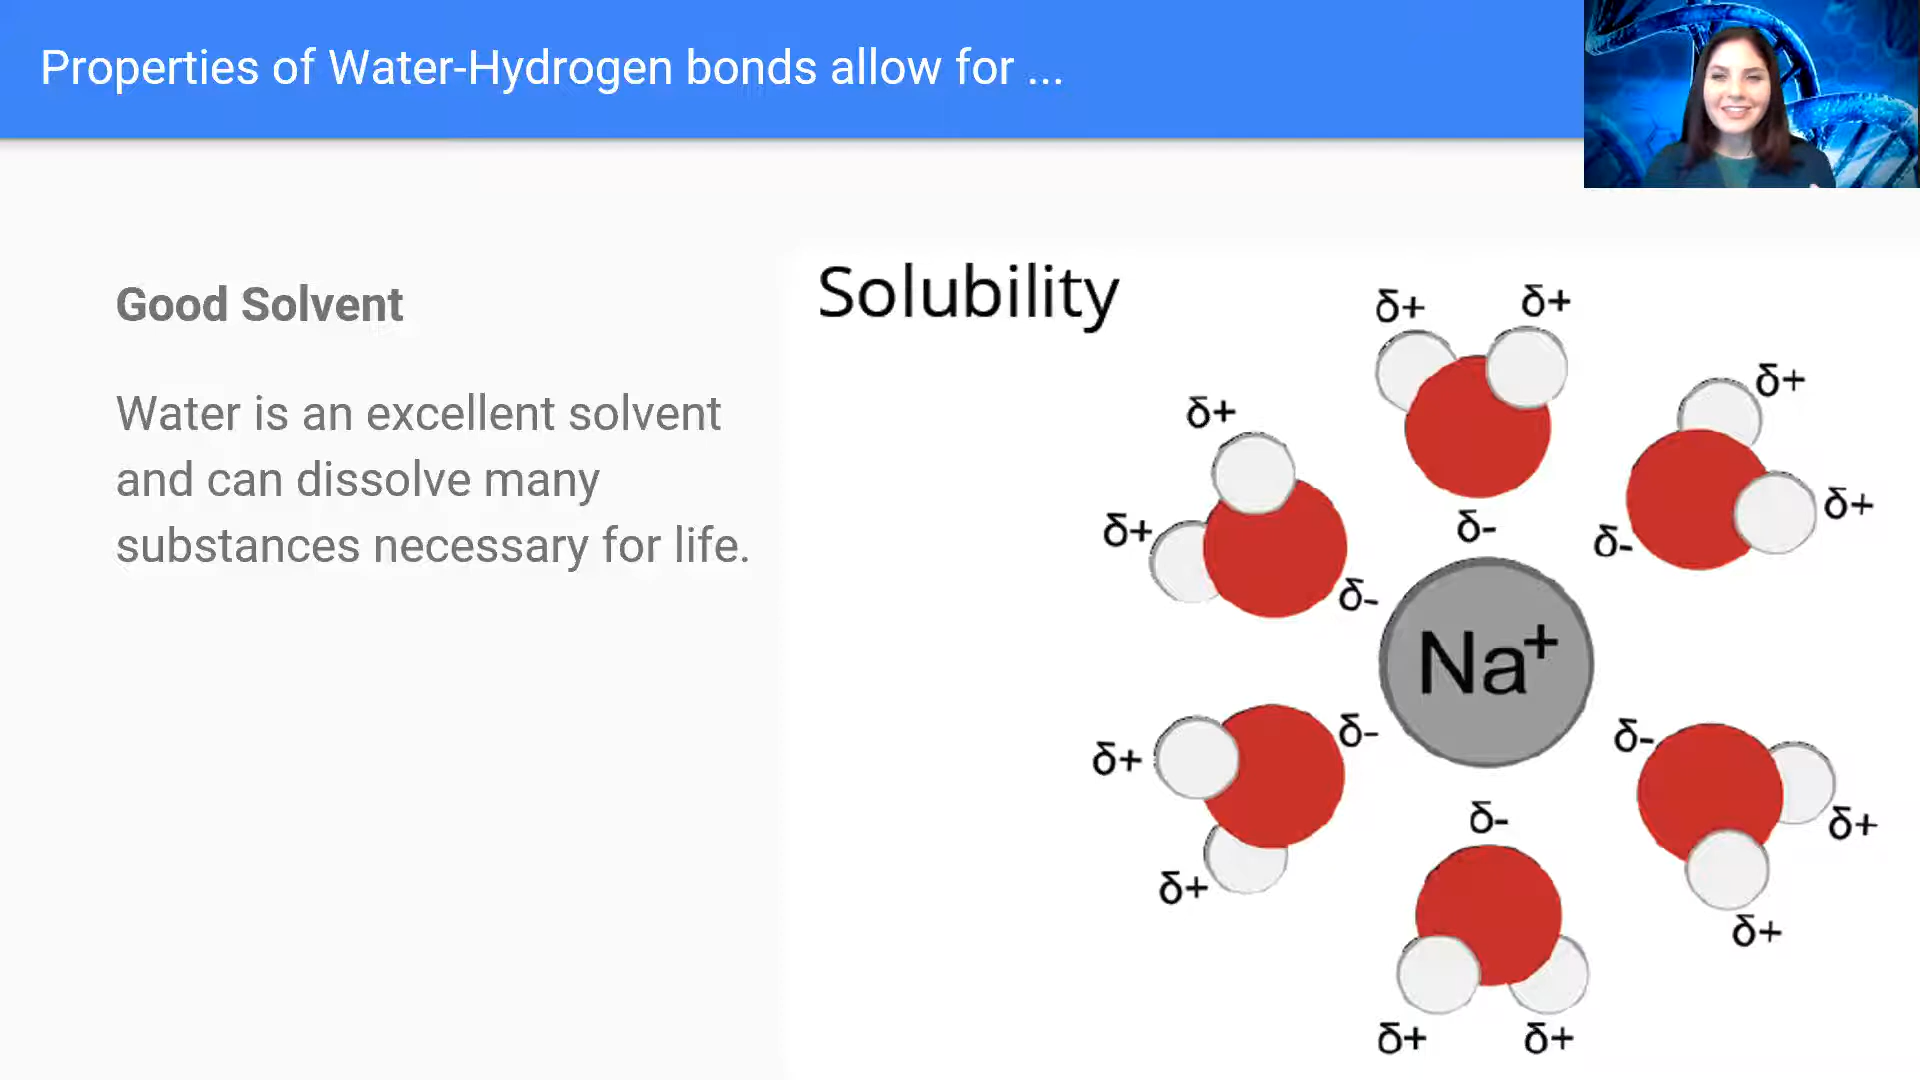 Properties of Water-Hydrogen bonds allow for ...
Good Solvent
Water is an excellent solvent
and can dissolve many
substances necessary for life.
Solubility
δ+ δ+
δ+
δ+
δ+
δ+
δ-
δ-
δ-
Na+
δ-
δ-
δ+
δ-
δ+
δ+
δ+
δ+ δ+